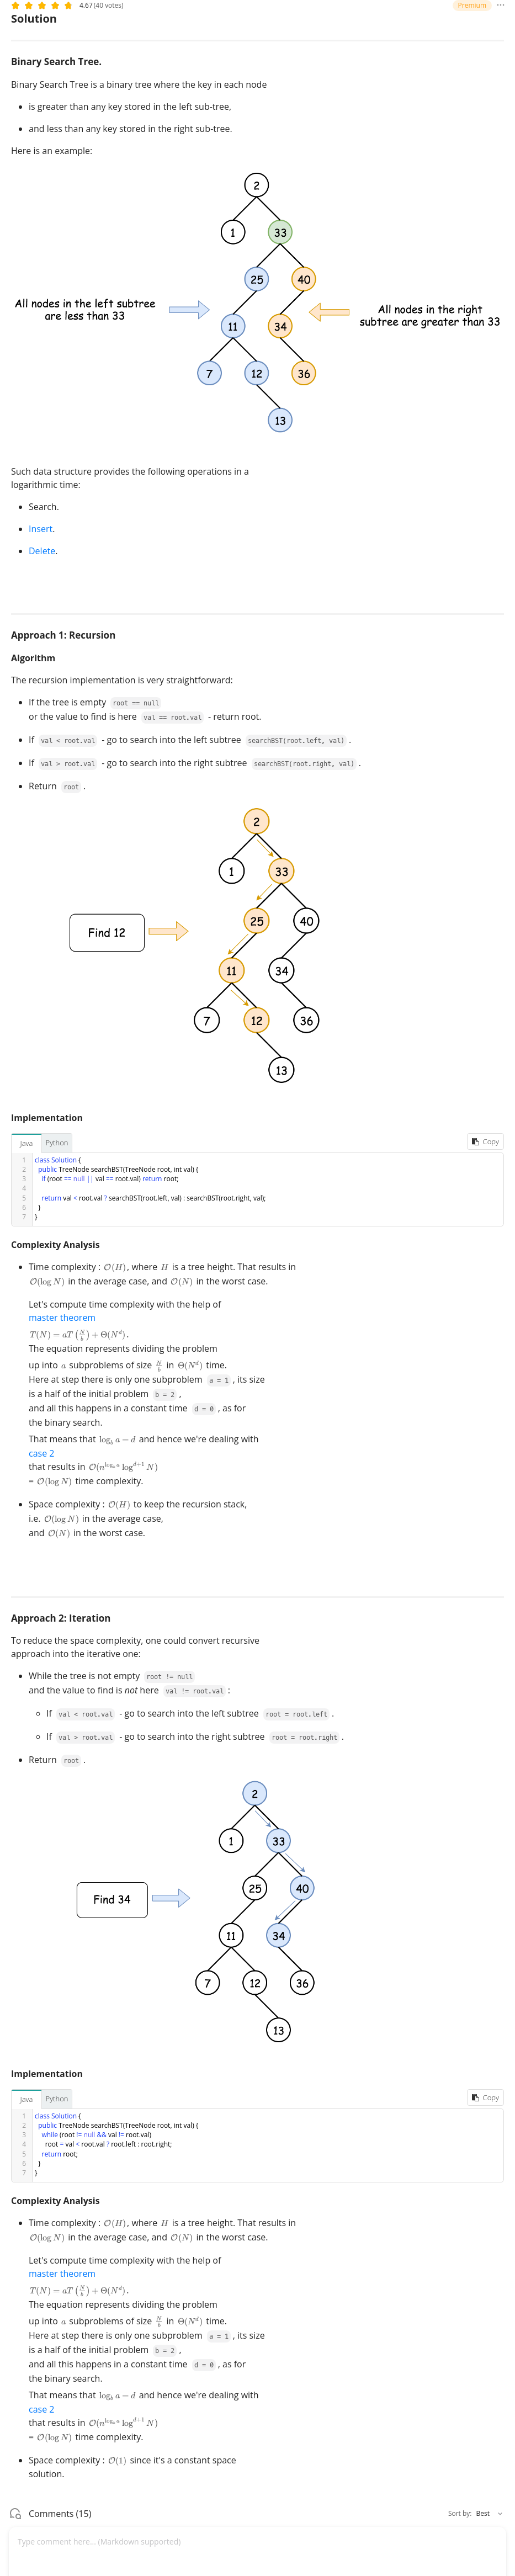 4.67 (40 votes)
Premium
Solution
Binary Search Tree.
Binary Search Tree is a binary tree where the key in each node
• is greater than any key stored in the left sub-tree,
• and less than any key stored in the right sub-tree.
Here is an example:
2
1 33
25 40
All nodes in the left subtree
are less than 33
11 34
All nodes in the right
subtree are greater than 33
7 12 36
13
Such data structure provides the following operations in a
logarithmic time:
• Search.
• Insert.
• Delete.
Approach 1: Recursion
Algorithm
The recursion implementation is very straightforward:
• If the tree is empty root == null
or the value to find is here val == root.val - return root.
• If val < root.val - go to search into the left subtree searchBST(root.left, val) .
• If val > root.val - go to search into the right subtree searchBST(root.right, val) .
• Return root .
2
1 33
25 40
Find 12
11 34
7 12 36
13
Implementation
Java Python Copy
1 class Solution {
2 public TreeNode searchBST(TreeNode root, int val) {
3 if (root == null || val == root.val) return root;
4
5 return val < root.val ? searchBST(root.left, val) : searchBST(root.right, val);
6 }
7 }
Complexity Analysis
• Time complexity : O(H), where H is a tree height. That results in
O(log N) in the average case, and O(N) in the worst case.
Let's compute time complexity with the help of
master theorem
T(N) = aT(N/b) + Θ(N^d).
The equation represents dividing the problem
up into a subproblems of size N/b in Θ(N^d) time.
Here at step there is only one subproblem a = 1 , its size
is a half of the initial problem b = 2 ,
and all this happens in a constant time d = 0 , as for
the binary search.
That means that log_b a = d and hence we're dealing with
case 2
that results in O(n^{log_b a} log^{d+1} N)
= O(log N) time complexity.
• Space complexity : O(H) to keep the recursion stack,
i.e. O(log N) in the average case,
and O(N) in the worst case.
Approach 2: Iteration
To reduce the space complexity, one could convert recursive
approach into the iterative one:
• While the tree is not empty root != null
and the value to find is not here val != root.val :
◦ If val < root.val - go to search into the left subtree root = root.left .
◦ If val > root.val - go to search into the right subtree root = root.right .
• Return root .
2
1 33
25 40
Find 34
11 34
7 12 36
13
Implementation
Java Python Copy
1 class Solution {
2 public TreeNode searchBST(TreeNode root, int val) {
3 while (root != null && val != root.val)
4 root = val < root.val ? root.left : root.right;
5 return root;
6 }
7 }
Complexity Analysis
• Time complexity : O(H), where H is a tree height. That results in
O(log N) in the average case, and O(N) in the worst case.
Let's compute time complexity with the help of
master theorem
T(N) = aT(N/b) + Θ(N^d).
The equation represents dividing the problem
up into a subproblems of size N/b in Θ(N^d) time.
Here at step there is only one subproblem a = 1 , its size
is a half of the initial problem b = 2 ,
and all this happens in a constant time d = 0 , as for
the binary search.
That means that log_b a = d and hence we're dealing with
case 2
that results in O(n^{log_b a} log^{d+1} N)
= O(log N) time complexity.
• Space complexity : O(1) since it's a constant space
solution.
Comments (15)
Sort by: Best
Type comment here... (Markdown supported)